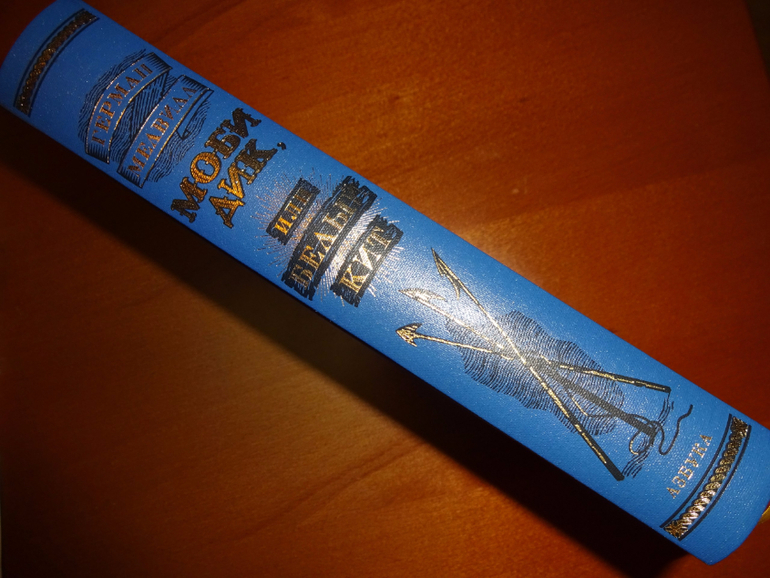 ГЕРМАН
МЕЛВИЛЛ
МОБИ
ДИК,
ИЛИ
БЕЛЫЙ
КИТ
АЗБУКА